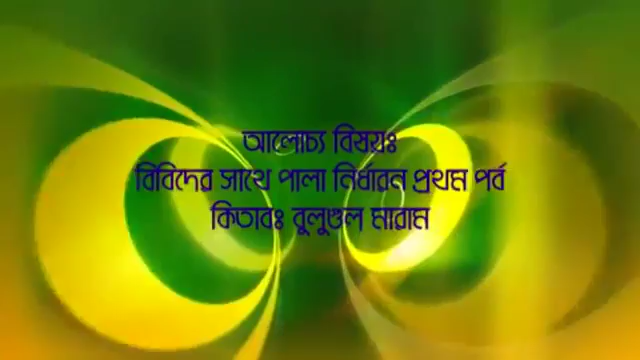 আলোচ্য বিষয়ঃ
বিবিদের সাথে পালা নির্ধারন প্রথম পর্ব
কিতাবঃ বুলুগুল মারাম